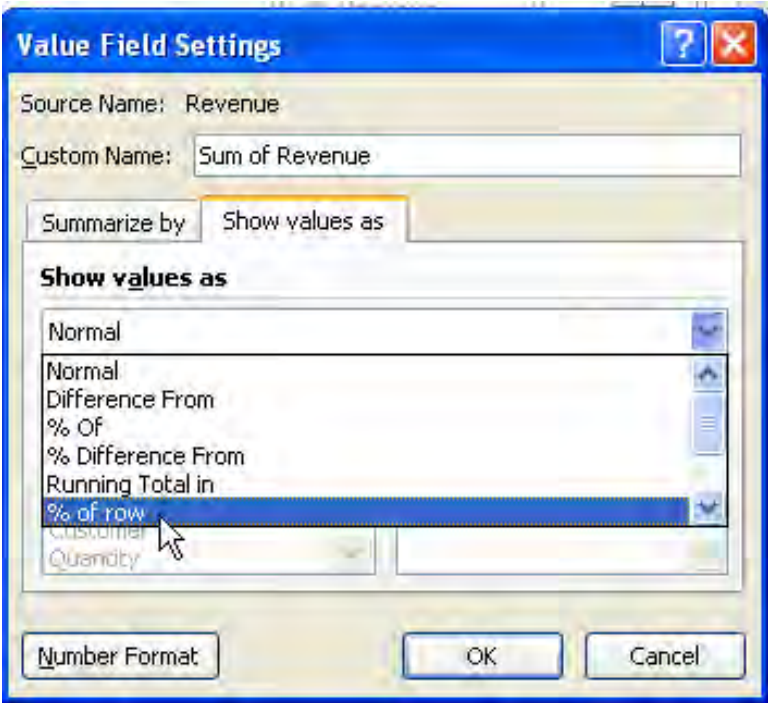 Value Field Settings
Source Name: Revenue
Custom Name: Sum of Revenue
Summarize by Show values as
Show values as
Normal
Normal
Difference From
% Of
% Difference From
Running Total in
% of row
Customer
Quantity
Number Format OK Cancel